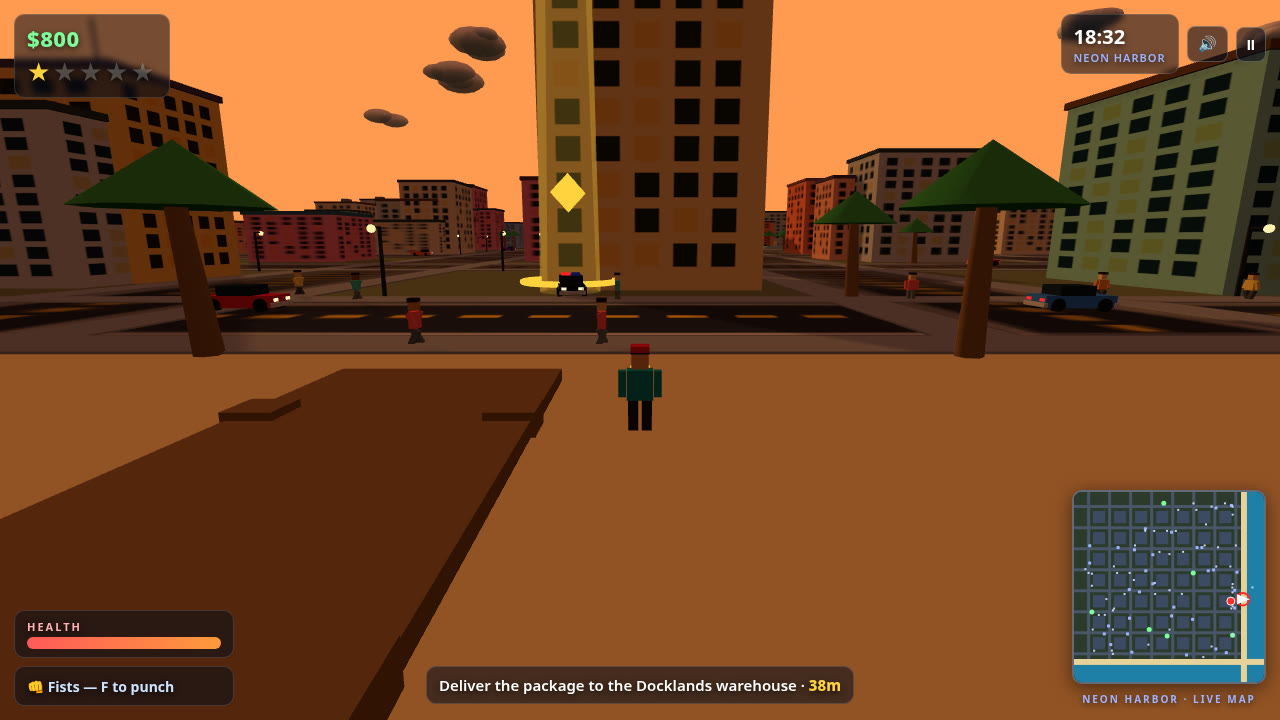 $800
18:32
NEON HARBOR
HEALTH
👊 Fists — F to punch
Deliver the package to the Docklands warehouse · 38m
NEON HARBOR · LIVE MAP